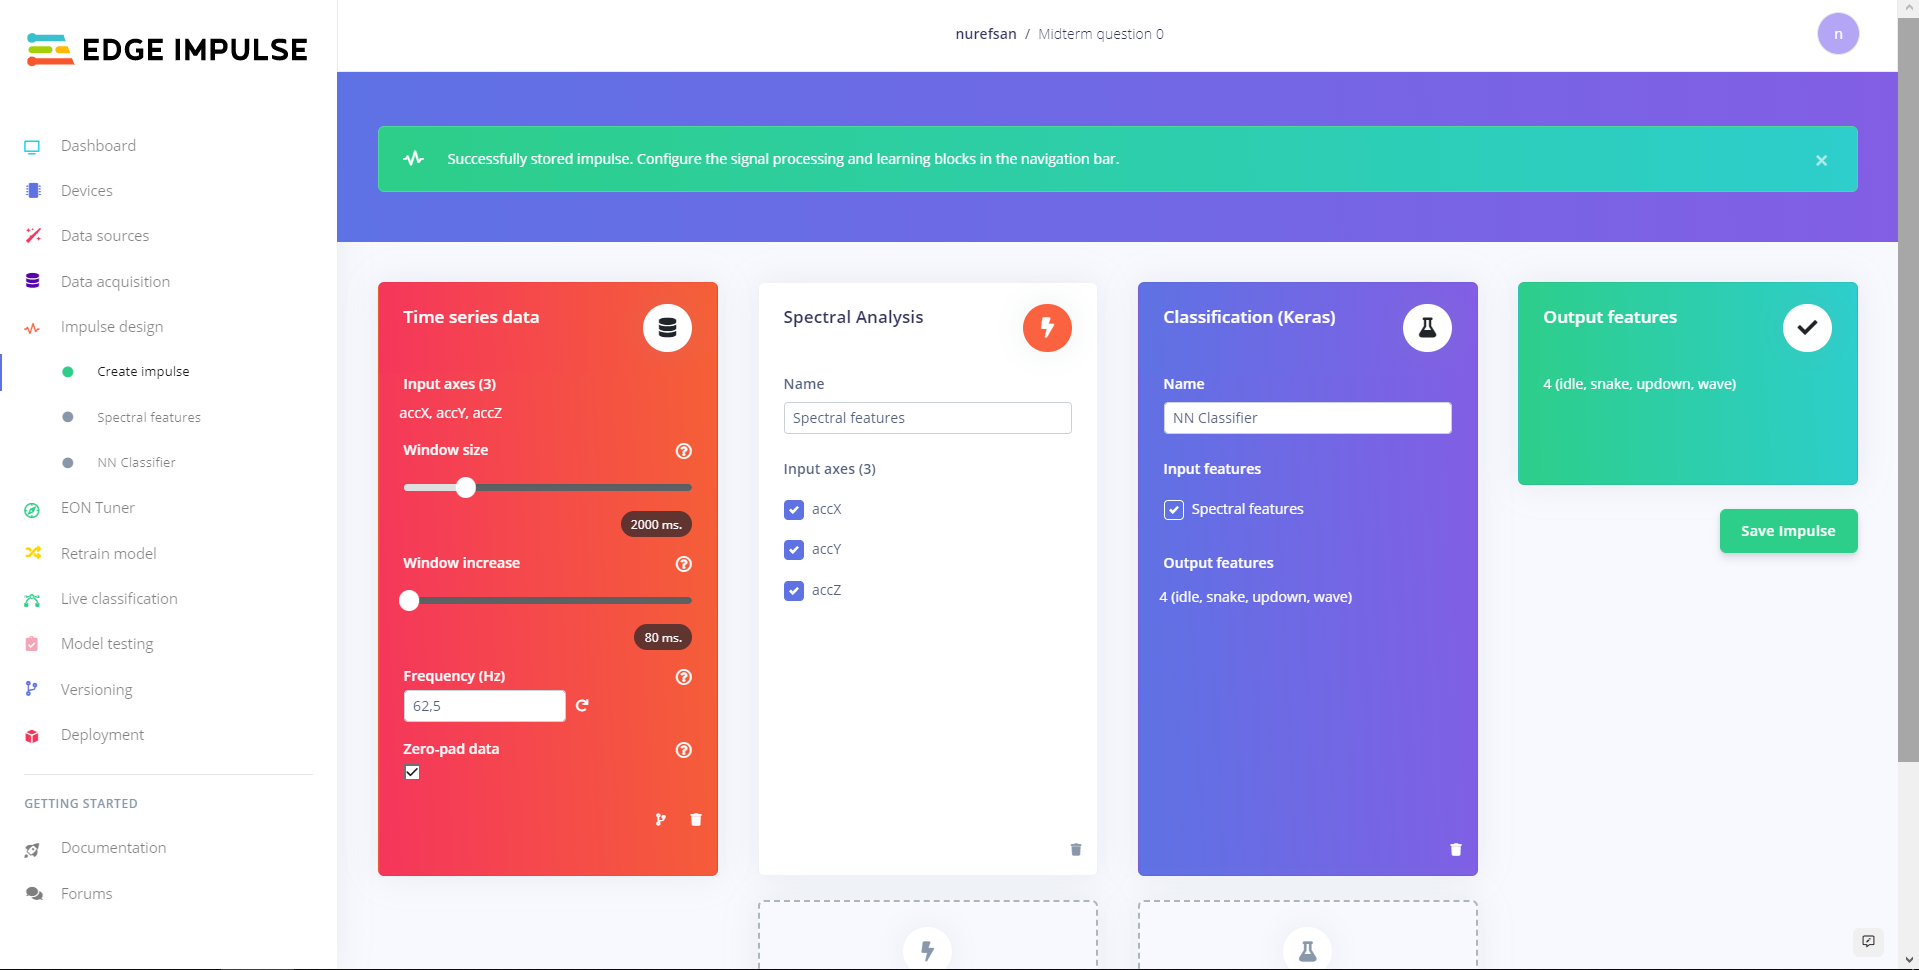 EDGE IMPULSE
nurefsan / Midterm question 0
n
Dashboard
Devices
Data sources
Data acquisition
Impulse design
Create impulse
Spectral features
NN Classifier
EON Tuner
Retrain model
Live classification
Model testing
Versioning
Deployment
GETTING STARTED
Documentation
Forums
Successfully stored impulse. Configure the signal processing and learning blocks in the navigation bar.
×
Time series data
Input axes (3)
accX, accY, accZ
Window size
?
2000 ms.
Window increase
?
80 ms.
Frequency (Hz)
?
62,5
Zero-pad data
?
Spectral Analysis
Name
Spectral features
Input axes (3)
accX
accY
accZ
Classification (Keras)
Name
NN Classifier
Input features
Spectral features
Output features
4 (idle, snake, updown, wave)
Output features
4 (idle, snake, updown, wave)
Save Impulse